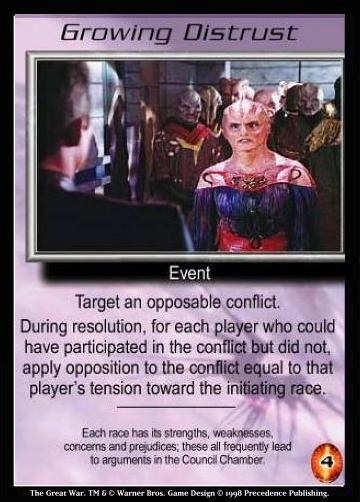 Growing Distrust
Event
Target an opposable conflict.
During resolution, for each player who could
have participated in the conflict but did not,
apply opposition to the conflict equal to that
player's tension toward the initiating race.
Each race has its strengths, weaknesses,
concerns and prejudices; these all frequently lead
to arguments in the Council Chamber.
4
The Great War. TM & © Warner Bros. Game Design © 1998 Precedence Publishing.